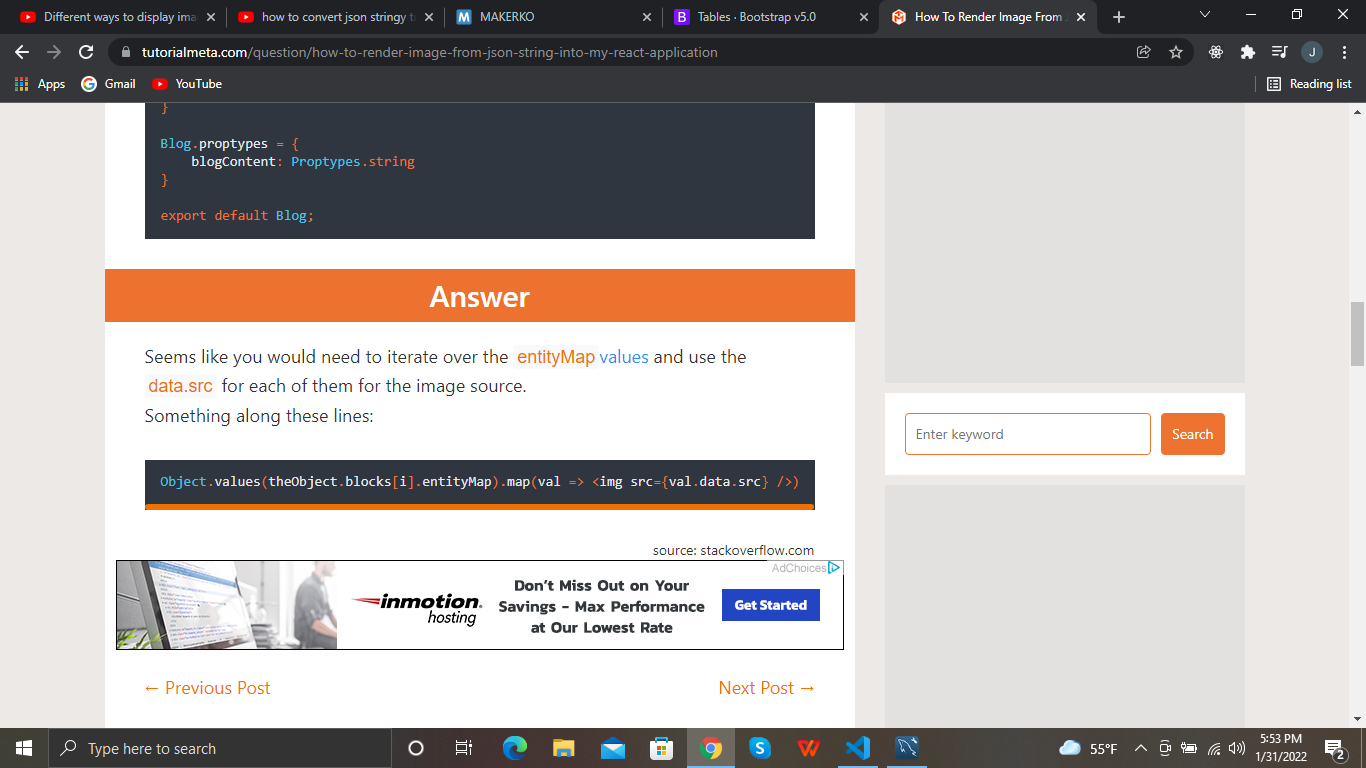 Different ways to display ima
how to convert json stringy t
MAKERKO
Tables · Bootstrap v5.0
How To Render Image From
tutorialmeta.com/question/how-to-render-image-from-json-string-into-my-react-application
J
Apps
Gmail
YouTube
Reading list
}
Blog.proptypes = {
blogContent: Proptypes.string
}
export default Blog;
Answer
Seems like you would need to iterate over the entityMap values and use the
data.src for each of them for the image source.
Something along these lines:
Object.values(theObject.blocks[i].entityMap).map(val => <img src={val.data.src} />)
Enter keyword
Search
source: stackoverflow.com
AdChoices
inmotion
hosting
Don't Miss Out on Your
Savings - Max Performance
at Our Lowest Rate
Get Started
← Previous Post
Next Post →
Type here to search
55°F
5:53 PM
1/31/2022
2